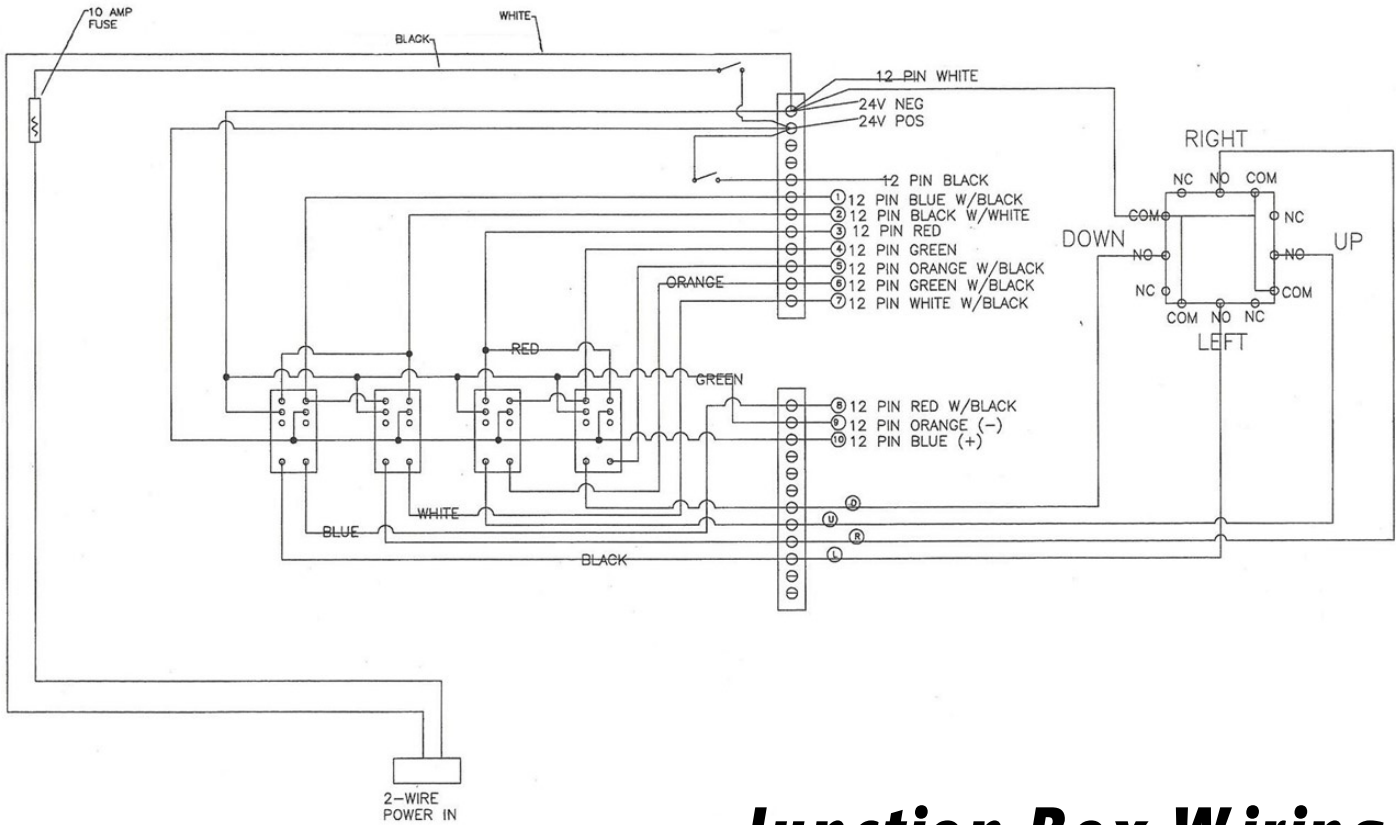 10 AMP
FUSE
WHITE
BLACK
12 PIN WHITE
24V NEG
24V POS
12 PIN BLACK
1 12 PIN BLUE W/BLACK
2 12 PIN BLACK W/WHITE
3 12 PIN RED
4 12 PIN GREEN
5 12 PIN ORANGE W/BLACK
ORANGE
6 12 PIN GREEN W/BLACK
7 12 PIN WHITE W/BLACK
RIGHT
NC NO COM
COM NC
DOWN NO NO UP
NC COM
COM NO NC
LEFT
RED
GREEN
8 12 PIN RED W/BLACK
9 12 PIN ORANGE (-)
10 12 PIN BLUE (+)
D
WHITE
U
BLUE
R
BLACK
L
2-WIRE
POWER IN
Junction Box Wiring